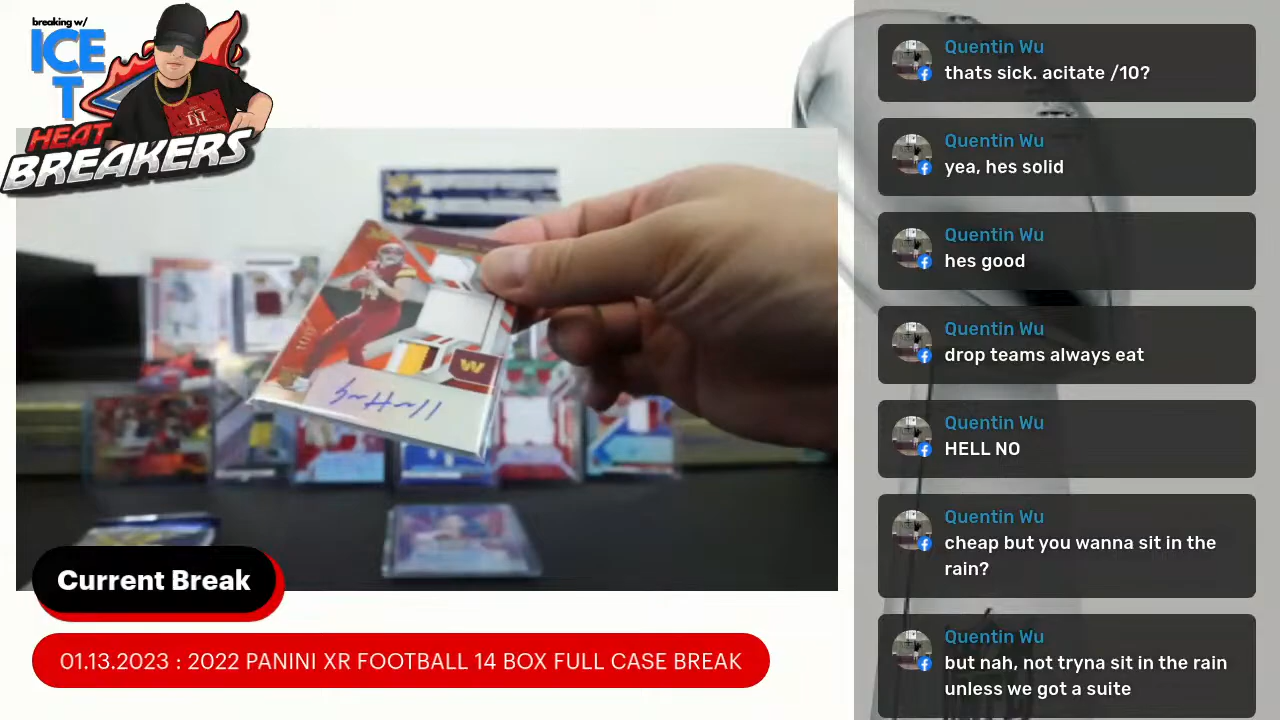 breaking w/
ICE
T
HEAT
BREAKERS
W
Current Break
01.13.2023 : 2022 PANINI XR FOOTBALL 14 BOX FULL CASE BREAK
Quentin Wu
thats sick. acitate /10?
Quentin Wu
yea, hes solid
Quentin Wu
hes good
Quentin Wu
drop teams always eat
Quentin Wu
HELL NO
Quentin Wu
cheap but you wanna sit in the
rain?
Quentin Wu
but nah, not tryna sit in the rain
unless we got a suite